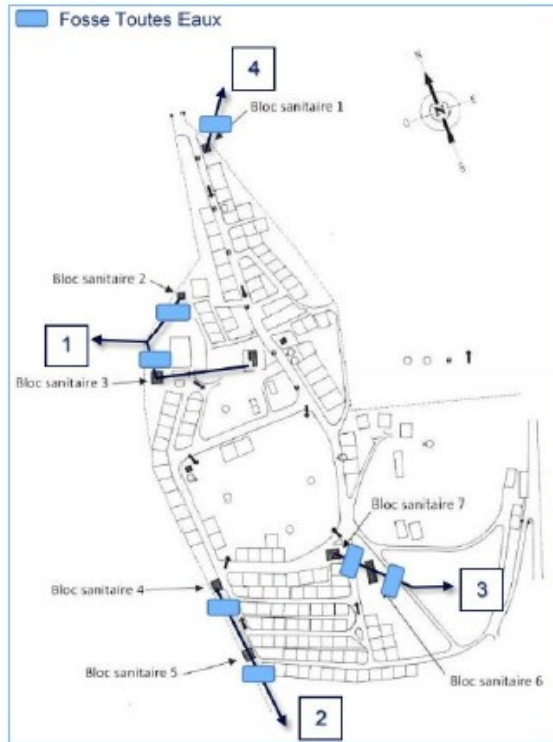 Fosse Toutes Eaux
4
Bloc sanitaire 1
N
E
O
S
Bloc sanitaire 2
1
Bloc sanitaire 3
Bloc sanitaire 7
Bloc sanitaire 4
3
Bloc sanitaire 5
Bloc sanitaire 6
2